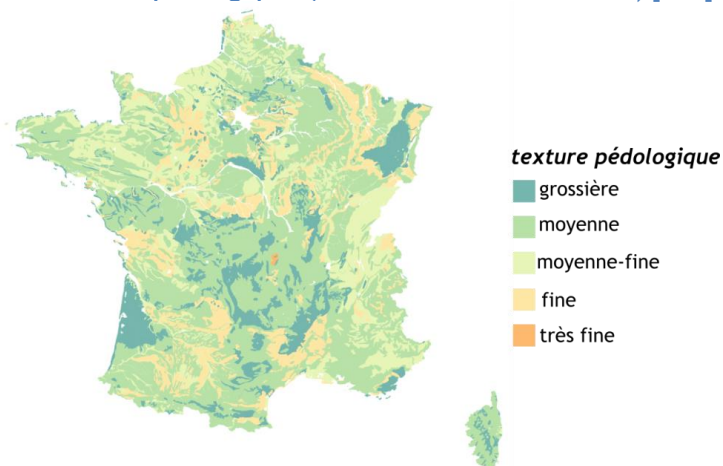 texture pédologique
grossière
moyenne
moyenne-fine
fine
très fine